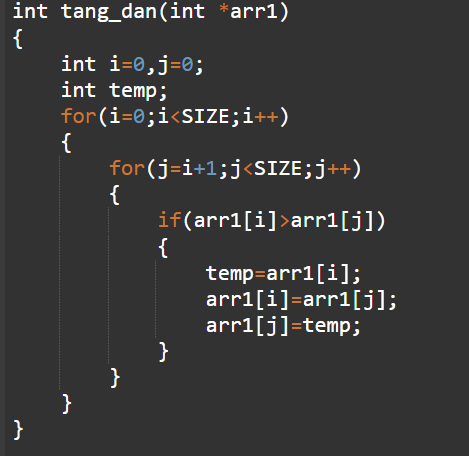 int tang_dan(int *arr1)
{
    int i=0,j=0;
    int temp;
    for(i=0;i<SIZE;i++)
    {
        for(j=i+1;j<SIZE;j++)
        {
            if(arr1[i]>arr1[j])
            {
                temp=arr1[i];
                arr1[i]=arr1[j];
                arr1[j]=temp;
            }
        }
    }
}